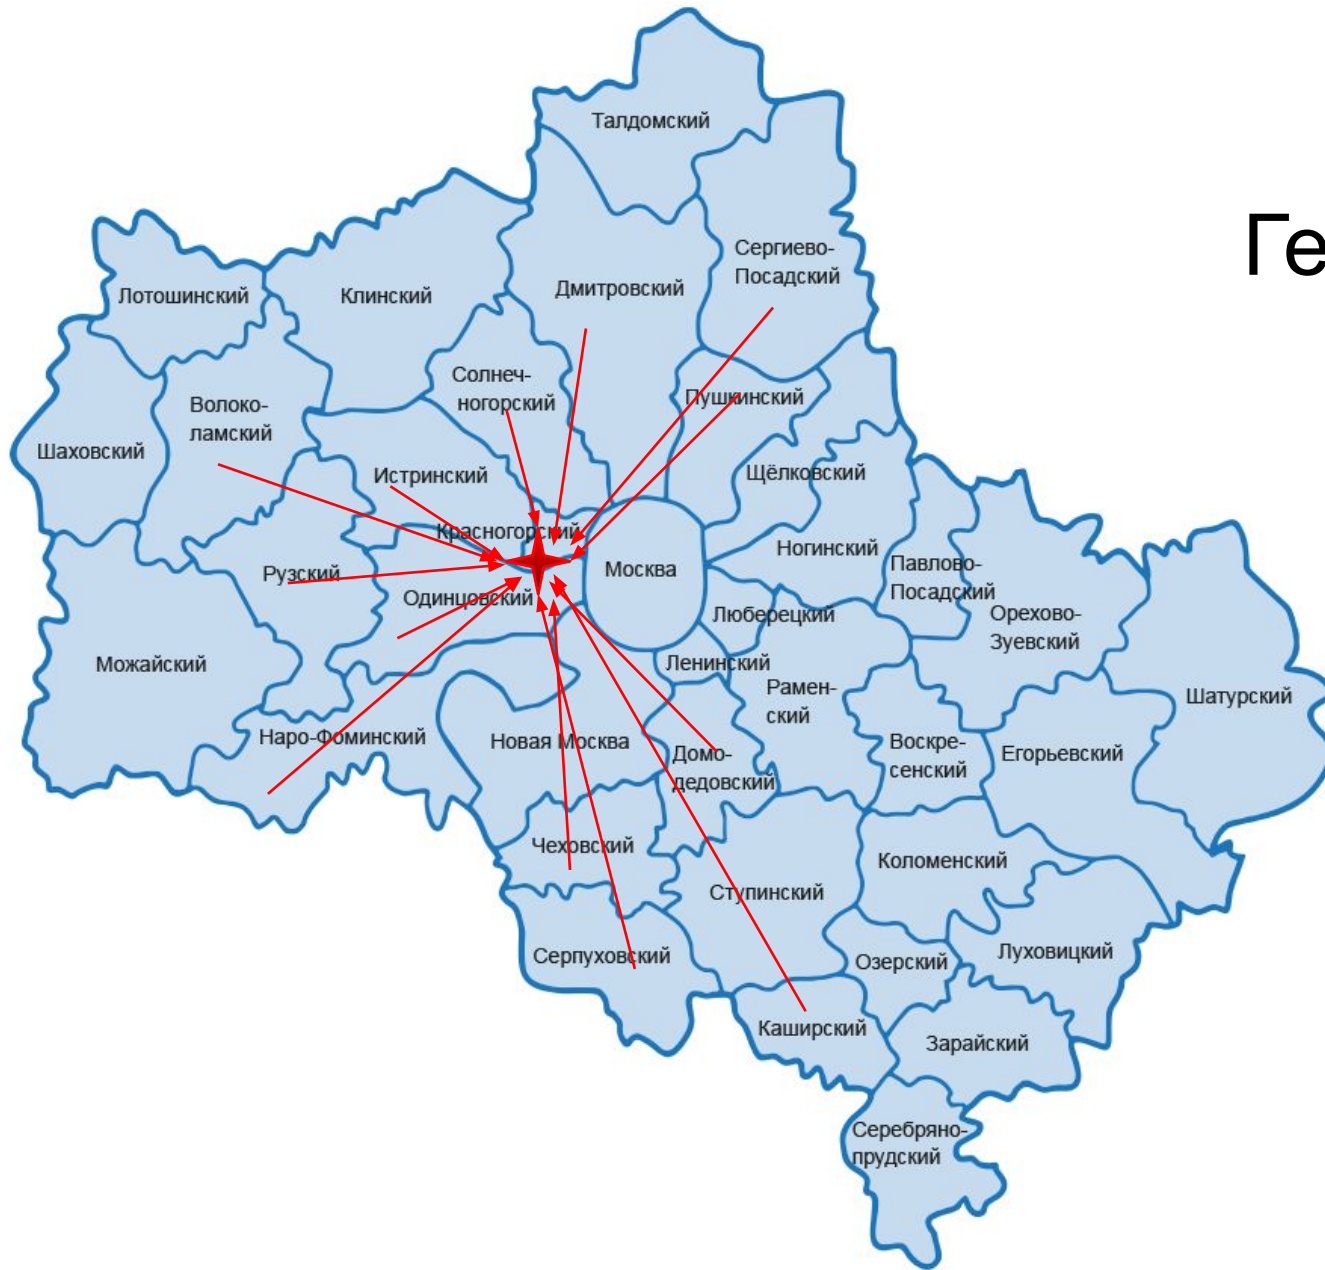 Талдомский
Ге
Сергиево-
Посадский
Лотошинский
Клинский
Дмитровский
Солнеч-
ногорский
Пушкинский
Волоко-
ламский
Шаховский
Истринский
Щёлковский
Красногорский
Ногинский
Москва
Павлово-
Посадский
Рузский
Одинцовский
Люберецкий
Орехово-
Зуевский
Можайский
Ленинский
Рамен-
ский
Шатурский
Наро-Фоминский
Новая Москва
Домо-
дедовский
Воскре-
сенский
Егорьевский
Чеховский
Коломенский
Ступинский
Серпуховский
Озерский
Луховицкий
Каширский
Зарайский
Серебряно-
прудский